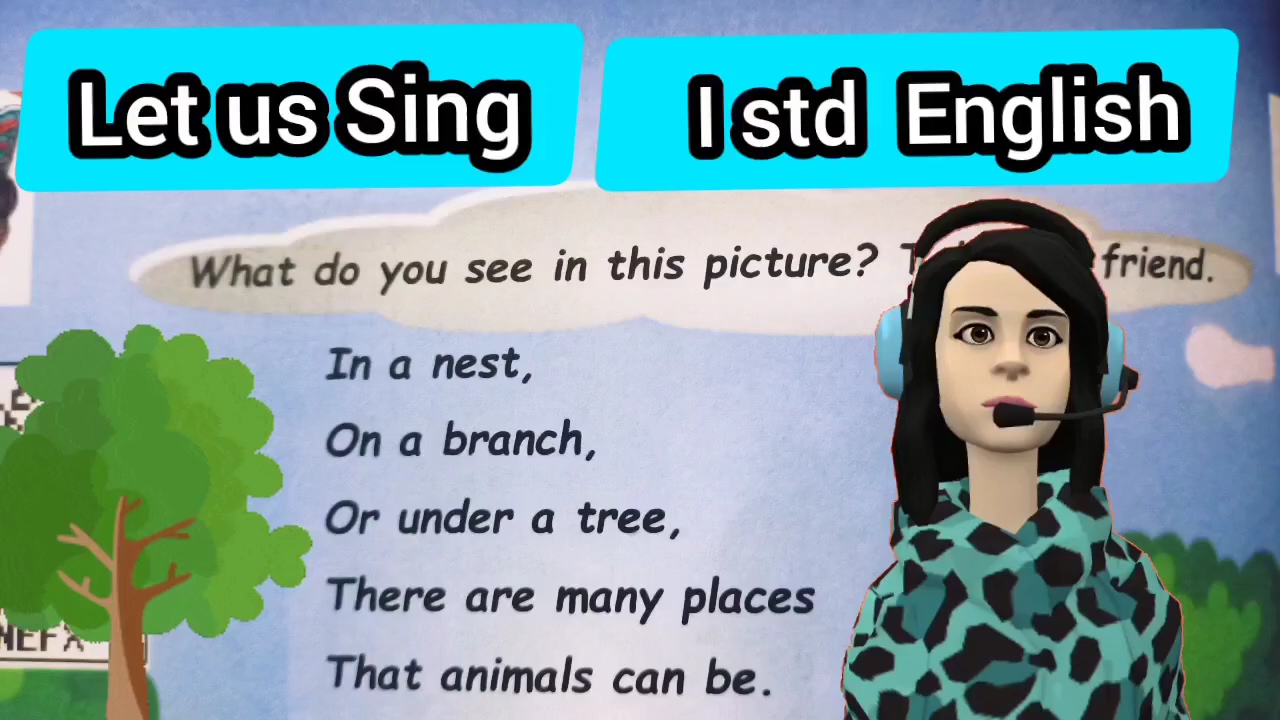 Let us Sing
I std English
What do you see in this picture? friend.
In a nest,
On a branch,
Or under a tree,
There are many places
That animals can be.